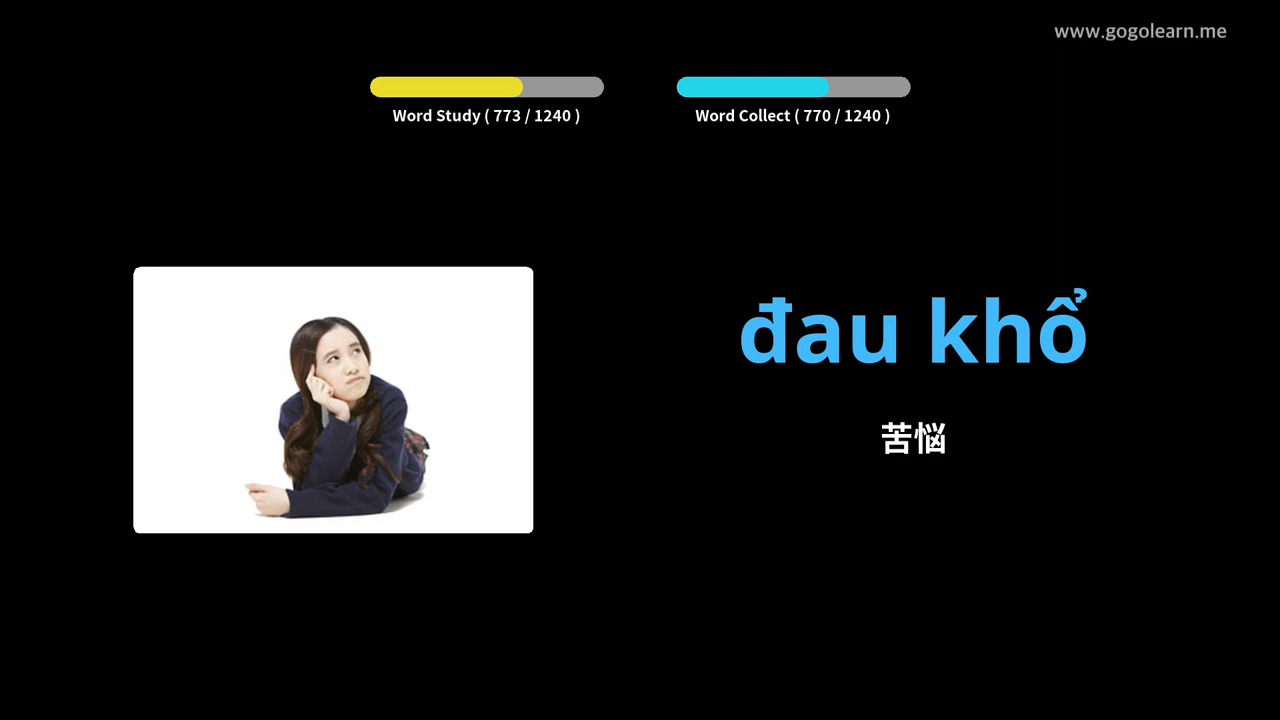 www.gogolearn.me
Word Study ( 773 / 1240 )
Word Collect ( 770 / 1240 )
đau khổ
苦悩